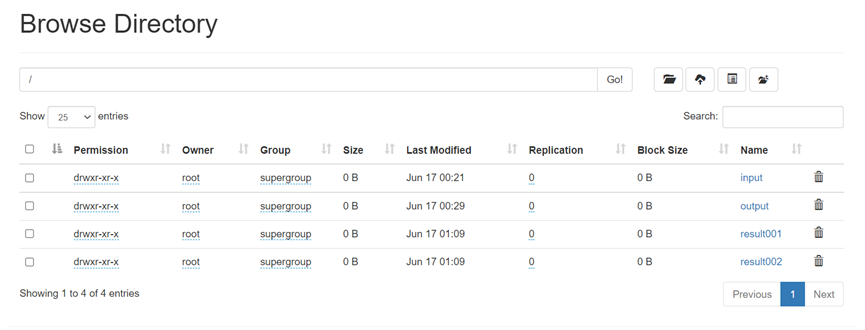 Browse Directory
/ Go!
Show 25 entries Search:
Permission Owner Group Size Last Modified Replication Block Size Name
drwxr-xr-x root supergroup 0 B Jun 17 00:21 0 0 B input
drwxr-xr-x root supergroup 0 B Jun 17 00:29 0 0 B output
drwxr-xr-x root supergroup 0 B Jun 17 01:09 0 0 B result001
drwxr-xr-x root supergroup 0 B Jun 17 01:09 0 0 B result002
Showing 1 to 4 of 4 entries Previous 1 Next